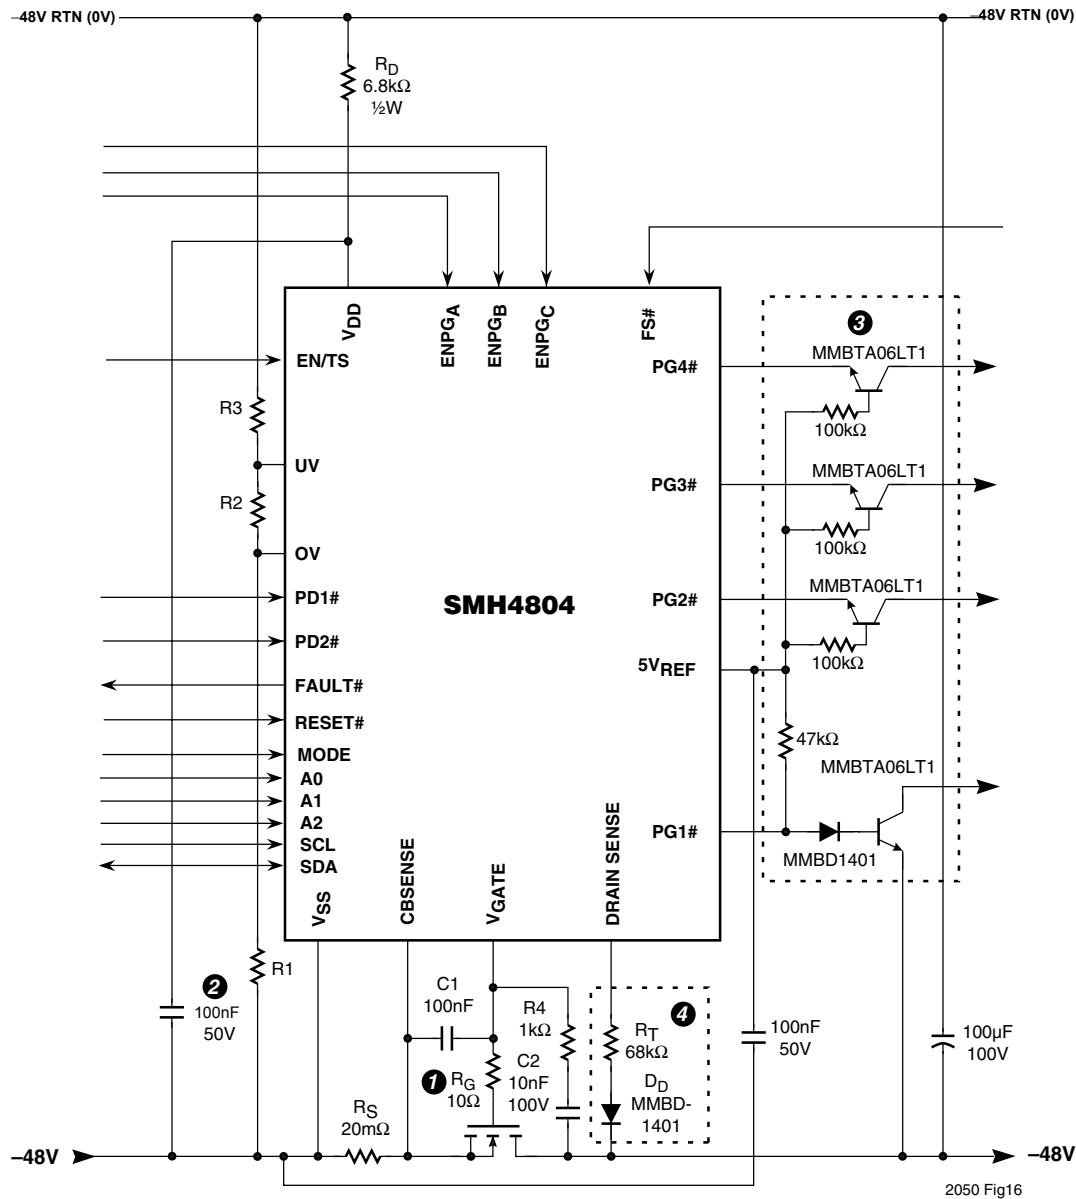 –48V RTN (0V)
–48V RTN (0V)
RD
6.8kΩ
½W
VDD
ENPGA
ENPGB
ENPGC
FS#
3
MMBTA06LT1
EN/TS
PG4#
R3
100kΩ
UV
MMBTA06LT1
PG3#
R2
100kΩ
OV
MMBTA06LT1
PD1#
SMH4804
PG2#
PD2#
100kΩ
5VREF
FAULT#
RESET#
47kΩ
MODE
MMBTA06LT1
A0
A1
A2
PG1#
SCL
MMBD1401
SDA
VSS
CBSENSE
VGATE
DRAIN SENSE
R1
2
100nF
50V
C1
100nF
R4
1kΩ
4
RT
68kΩ
100nF
50V
100µF
100V
1
RG
10Ω
C2
10nF
100V
DD
MMBD-
1401
RS
20mΩ
–48V
–48V
2050 Fig16